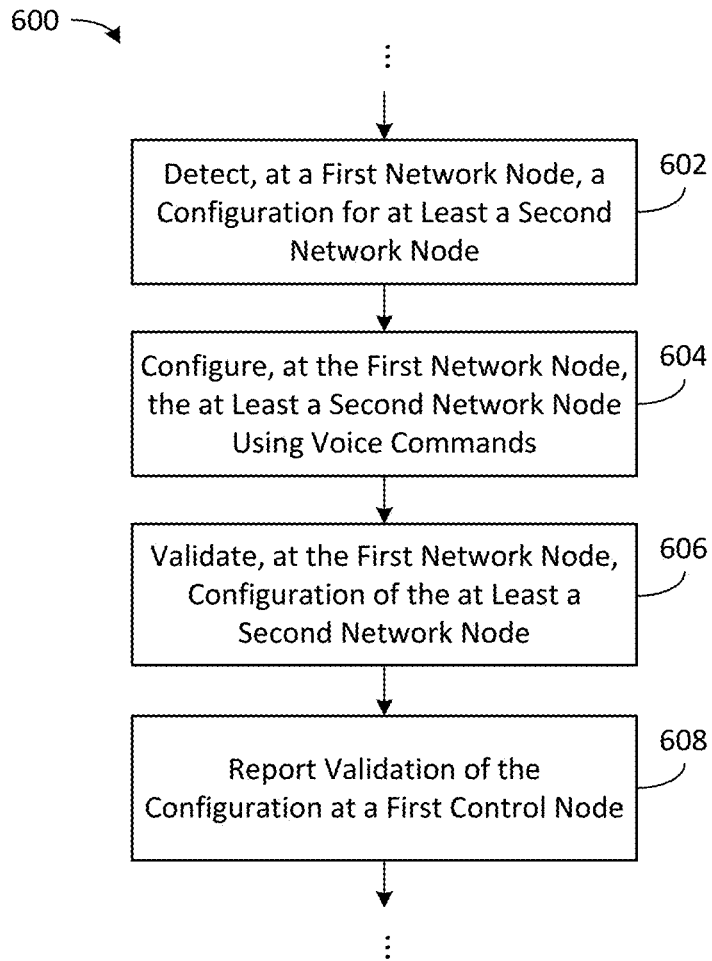 600
Detect, at a First Network Node, a
Configuration for at Least a Second
Network Node
602
Configure, at the First Network Node,
the at Least a Second Network Node
Using Voice Commands
604
Validate, at the First Network Node,
Configuration of the at Least a
Second Network Node
606
Report Validation of the
Configuration at a First Control Node
608